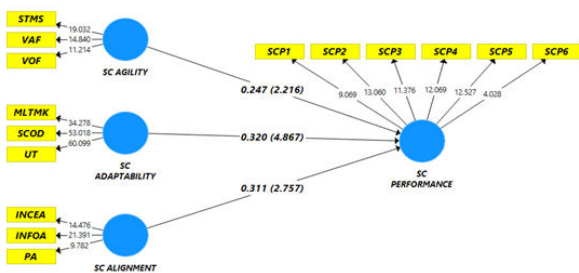 STMS
VAF
VOF
19.032
14.840
11.214
SC AGILITY
SCP1
SCP2
SCP3
SCP4
SCP5
SCP6
9.069
13.060
11.376
12.069
12.527
4.028
0.247 (2.216)
MLTMK
SCOD
UT
34.278
53.018
60.099
SC
ADAPTABILITY
0.320 (4.867)
SC
PERFORMANCE
0.311 (2.757)
INCEA
INFOA
PA
14.476
21.391
9.782
SC ALIGNMENT